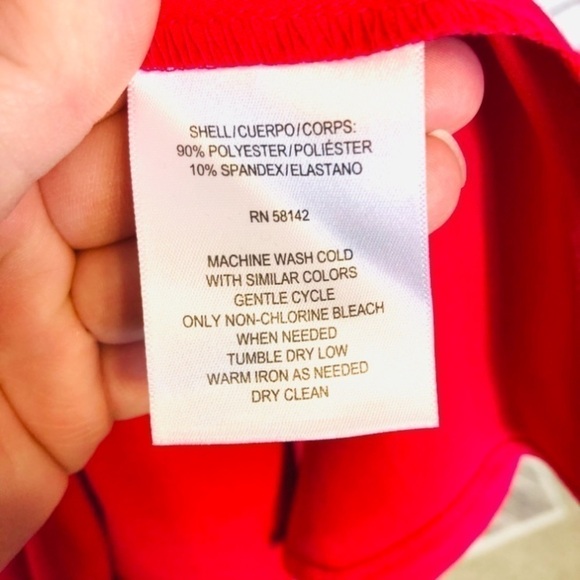 SHELL/CUERPO/CORPS:
90% POLYESTER/POLIÉSTER
10% SPANDEX/ELASTANO
RN 58142
MACHINE WASH COLD
WITH SIMILAR COLORS
GENTLE CYCLE
ONLY NON-CHLORINE BLEACH
WHEN NEEDED
TUMBLE DRY LOW
WARM IRON AS NEEDED
DRY CLEAN